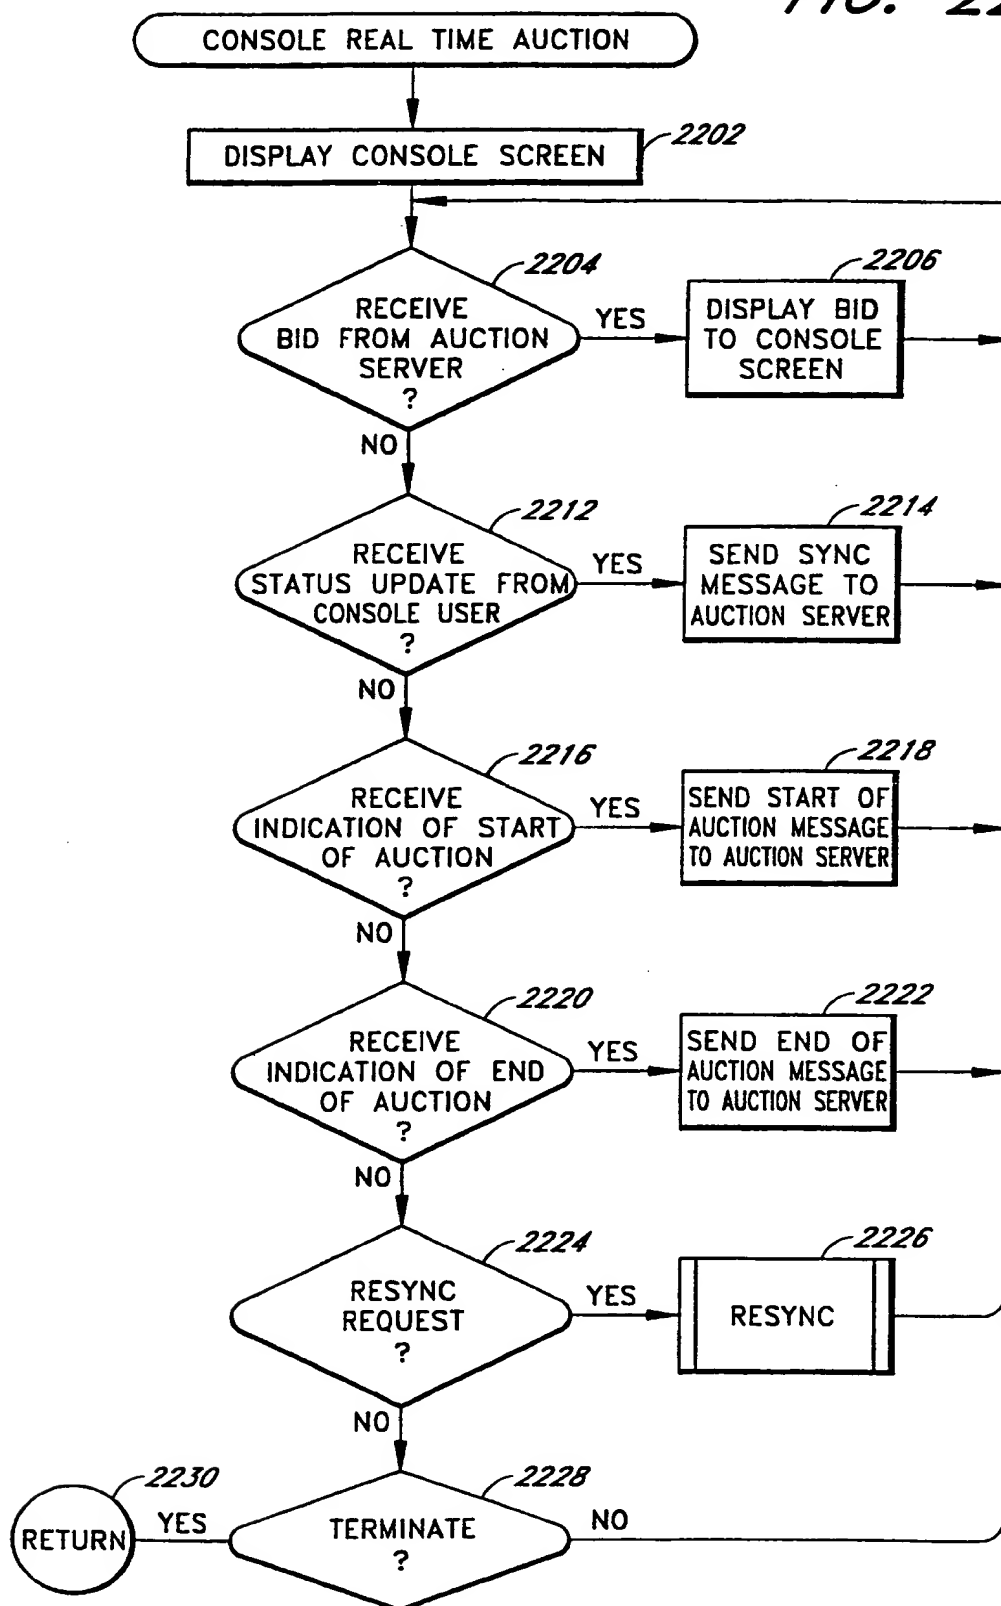 FIG. 22
CONSOLE REAL TIME AUCTION
DISPLAY CONSOLE SCREEN
2202
2204
RECEIVE
BID FROM AUCTION
SERVER
?
YES
NO
2206
DISPLAY BID
TO CONSOLE
SCREEN
2212
RECEIVE
STATUS UPDATE FROM
CONSOLE USER
?
YES
NO
2214
SEND SYNC
MESSAGE TO
AUCTION SERVER
2216
RECEIVE
INDICATION OF START
OF AUCTION
?
YES
NO
2218
SEND START OF
AUCTION MESSAGE
TO AUCTION SERVER
2220
RECEIVE
INDICATION OF END
OF AUCTION
?
YES
NO
2222
SEND END OF
AUCTION MESSAGE
TO AUCTION SERVER
2224
RESYNC
REQUEST
?
YES
NO
2226
RESYNC
2228
TERMINATE
?
NO
YES
2230
RETURN